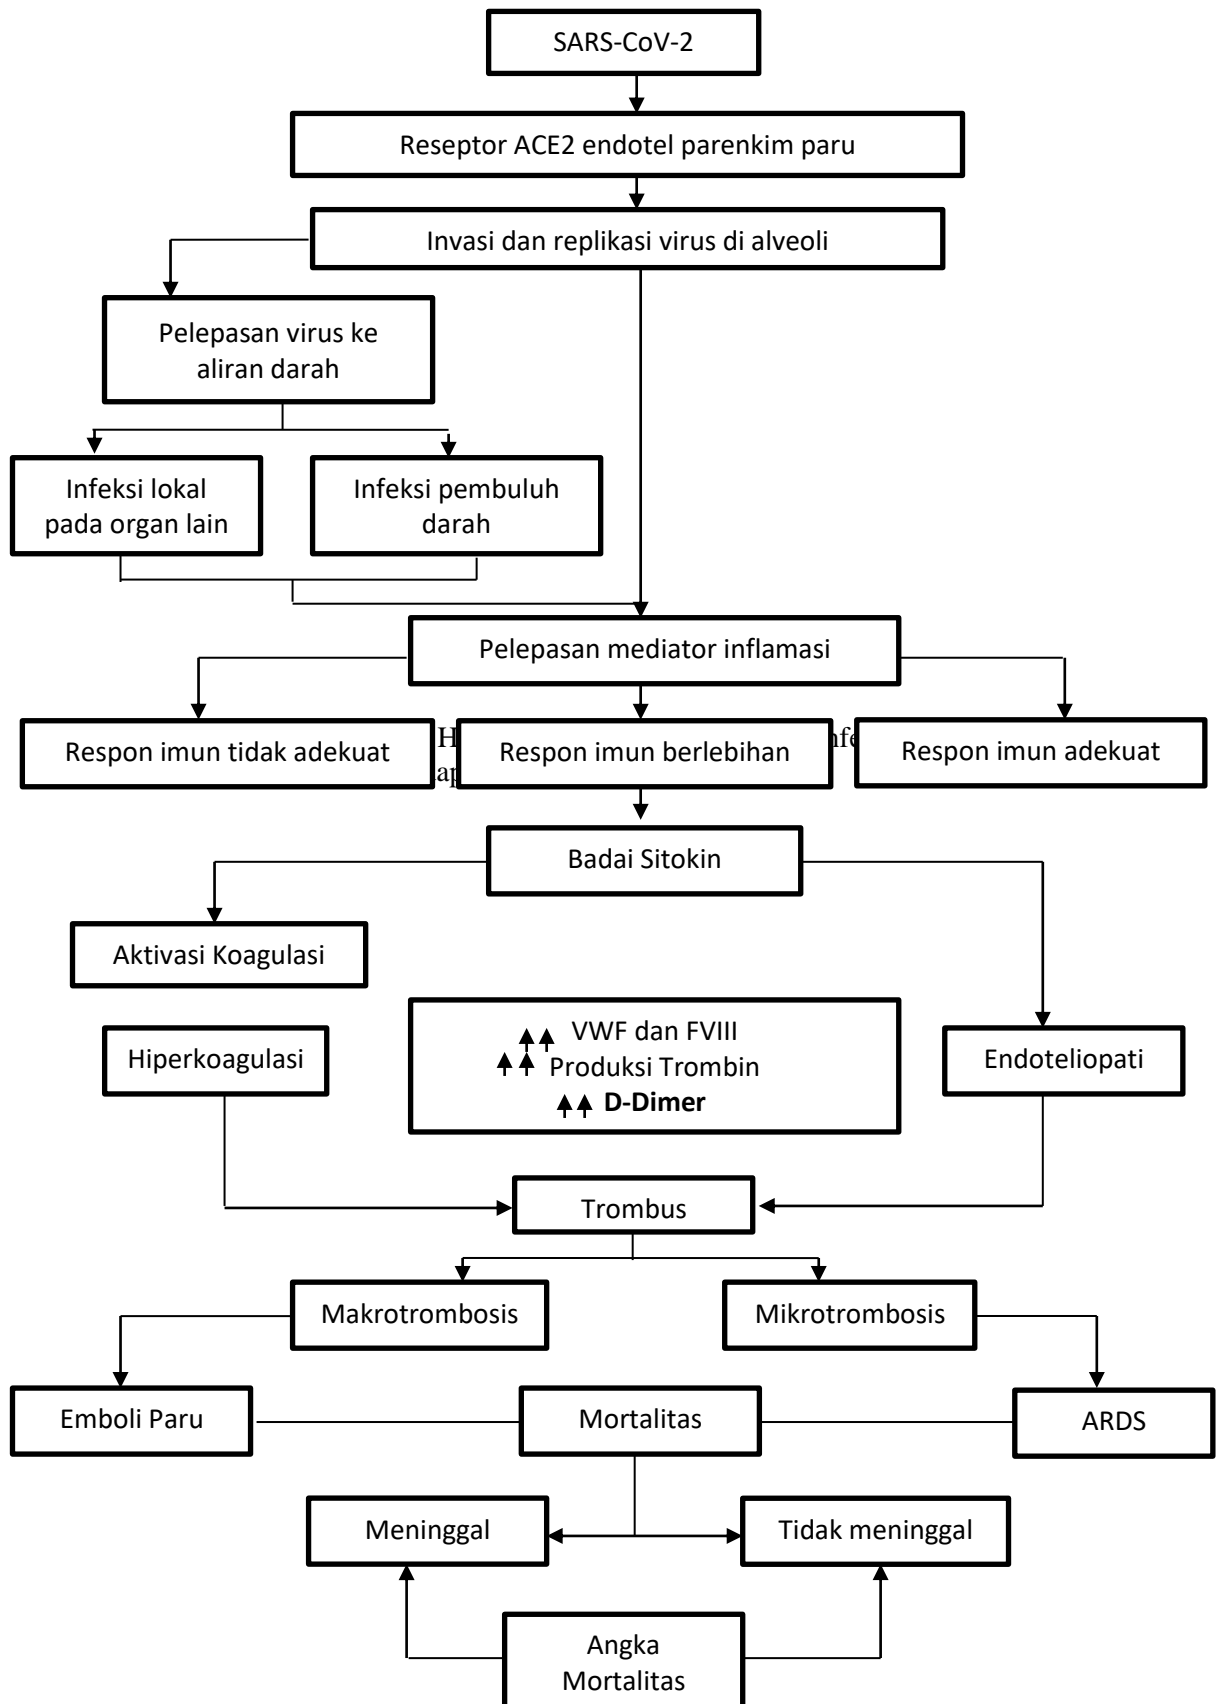 SARS-CoV-2
Reseptor ACE2 endotel parenkim paru
Invasi dan replikasi virus di alveoli
Pelepasan virus ke
aliran darah
Infeksi lokal
pada organ lain
Infeksi pembuluh
darah
Pelepasan mediator inflamasi
Respon imun tidak adekuat
Respon imun berlebihan
Respon imun adekuat
Badai Sitokin
Aktivasi Koagulasi
Hiperkoagulasi
VWF dan FVIII
Produksi Trombin
D-Dimer
Endoteliopati
Trombus
Makrotrombosis
Mikrotrombosis
Emboli Paru
Mortalitas
ARDS
Meninggal
Tidak meninggal
Angka
Mortalitas